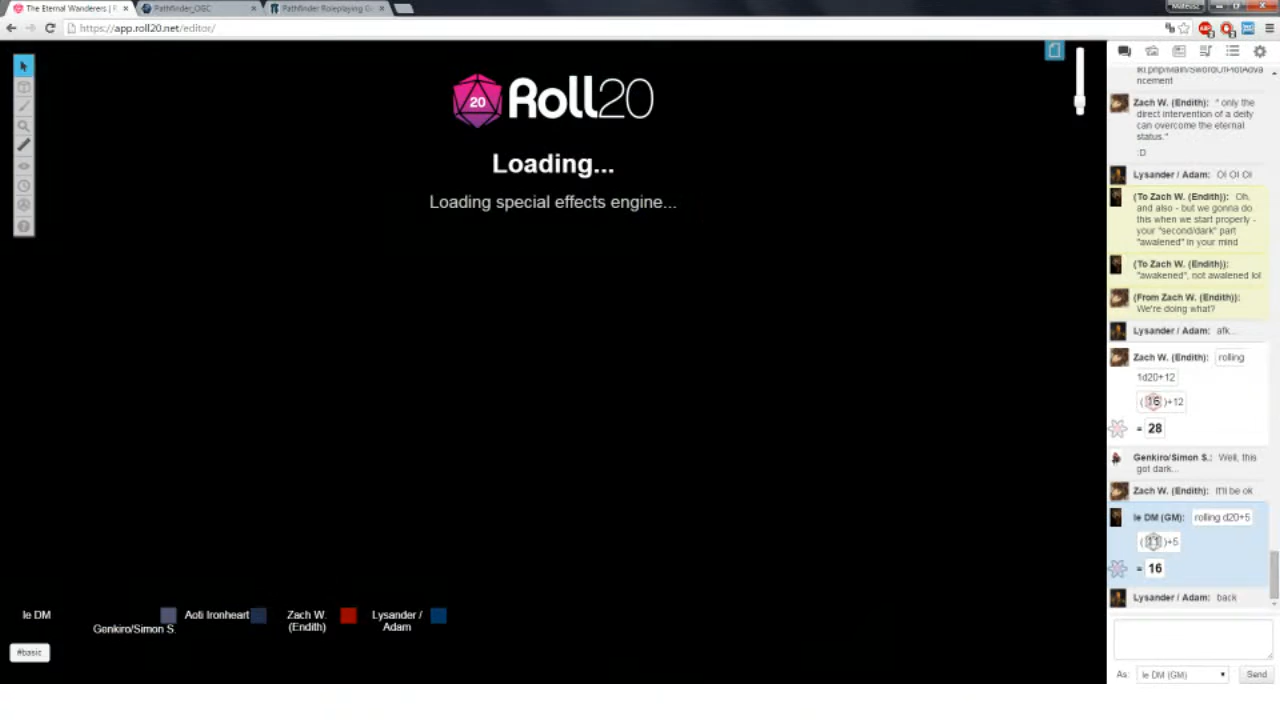 The Eternal Wanderers | R
Pathfinder_OGC
Pathfinder Roleplaying Ga
Mateusz
https://app.roll20.net/editor/
20 Roll20
Loading...
Loading special effects engine...
ncement
Zach W. (Endith): " only the
direct intervention of a deity
can overcome the eternal
status."
:D
Lysander / Adam: OI OI OI
(To Zach W. (Endith)): Oh,
and also - but we gonna do
this when we start properly -
your "second/dark" part
"awalened" in your mind
(To Zach W. (Endith)):
"awakened", not awalened lol
(From Zach W. (Endith)):
We're doing what?
Lysander / Adam: afk...
Zach W. (Endith): rolling
1d20+12
(16)+12
= 28
Genkiro/Simon S.: Well, this
got dark...
Zach W. (Endith): It'll be ok
le DM (GM): rolling d20+5
(11)+5
= 16
Lysander / Adam: back
le DM
Genkiro/Simon S.
Aoti Ironheart
Zach W.
(Endith)
Lysander /
Adam
#basic
As: le DM (GM) Send